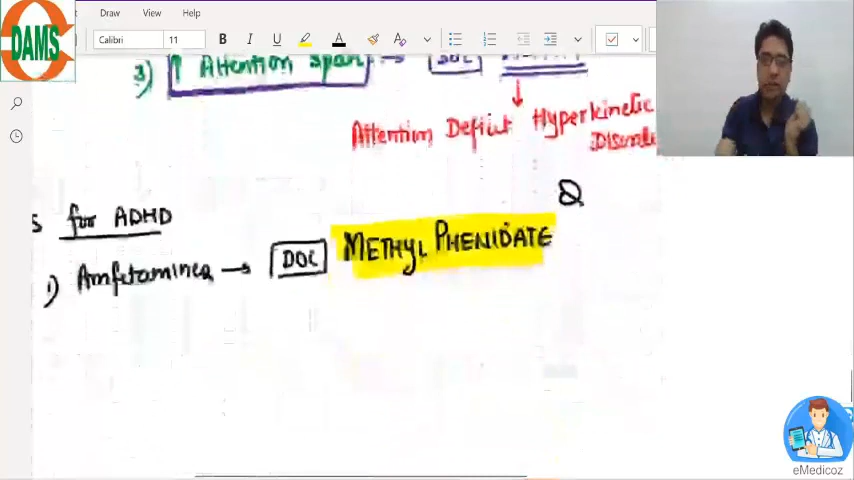 Draw View Help
DAMS
Calibri 11 B I U A A
3) ↑ Attention Span → DOC
↓
Attention Deficit Hyperkinetic
Disorde
Q
s for ADHD
1) Amfetamines → DOC METHYL PHENIDATE
eMedicoz